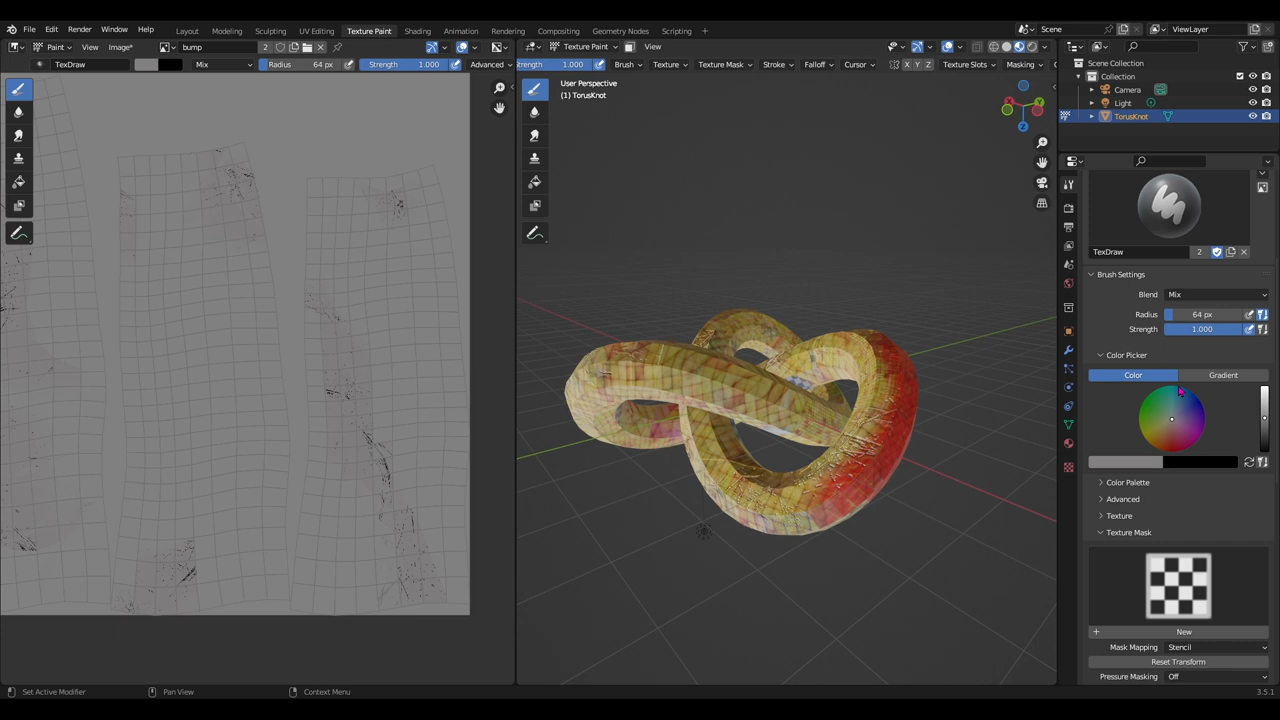 File Edit Render Window Help Layout Modeling Sculpting UV Editing Texture Paint Shading Animation Rendering Compositing Geometry Nodes Scripting Scene ViewLayer
Paint View Image* bump 2 Texture Paint View
TexDraw Mix Radius 64 px Strength 1.000 Advanced Strength 1.000 Brush Texture Texture Mask Stroke Falloff Cursor X Y Z Texture Slots Masking
Scene Collection
Collection
Camera
Light
TorusKnot
User Perspective
(1) TorusKnot
X Y Z
TexDraw 2
Brush Settings
Blend Mix
Radius 64 px
Strength 1.000
Color Picker
Color Gradient
Color Palette
Advanced
Texture
Texture Mask
+ New
Mask Mapping Stencil
Reset Transform
Pressure Masking Off
Set Active Modifier Pan View Context Menu 3.5.1